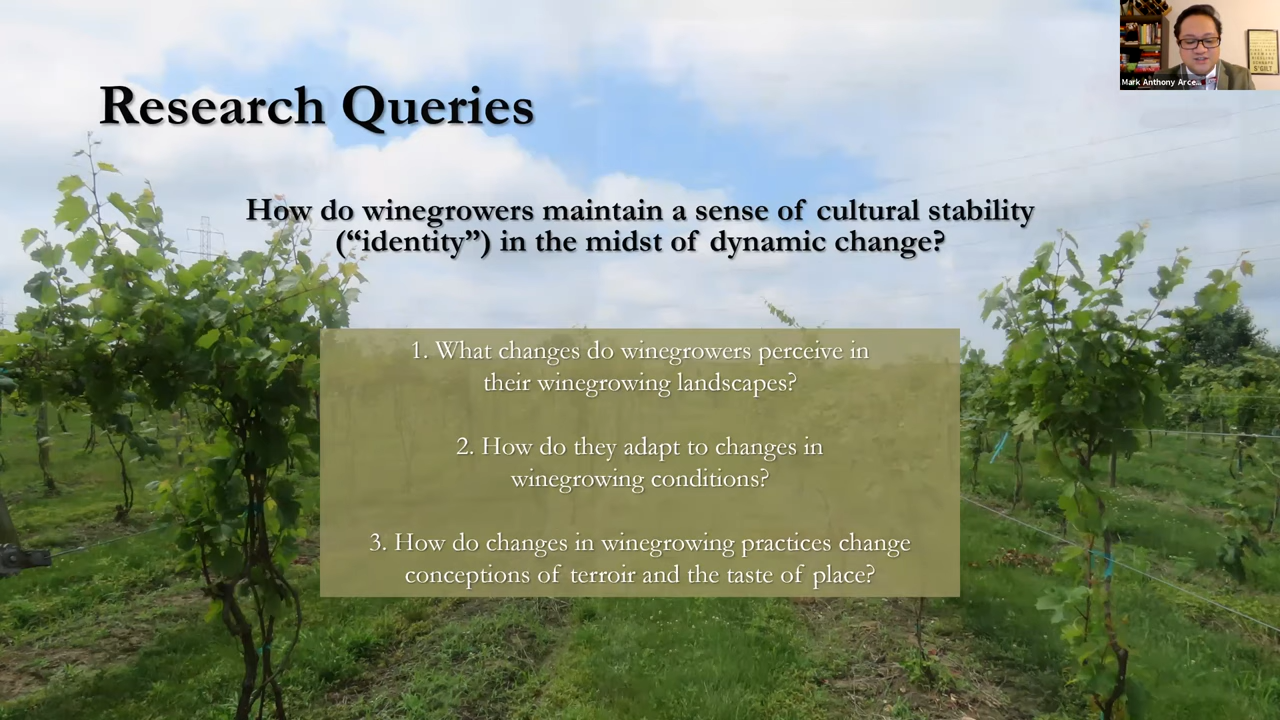 Research Queries
How do winegrowers maintain a sense of cultural stability
(“identity”) in the midst of dynamic change?
1. What changes do winegrowers perceive in
their winegrowing landscapes?
2. How do they adapt to changes in
winegrowing conditions?
3. How do changes in winegrowing practices change
conceptions of terroir and the taste of place?
Mark Anthony Arce...